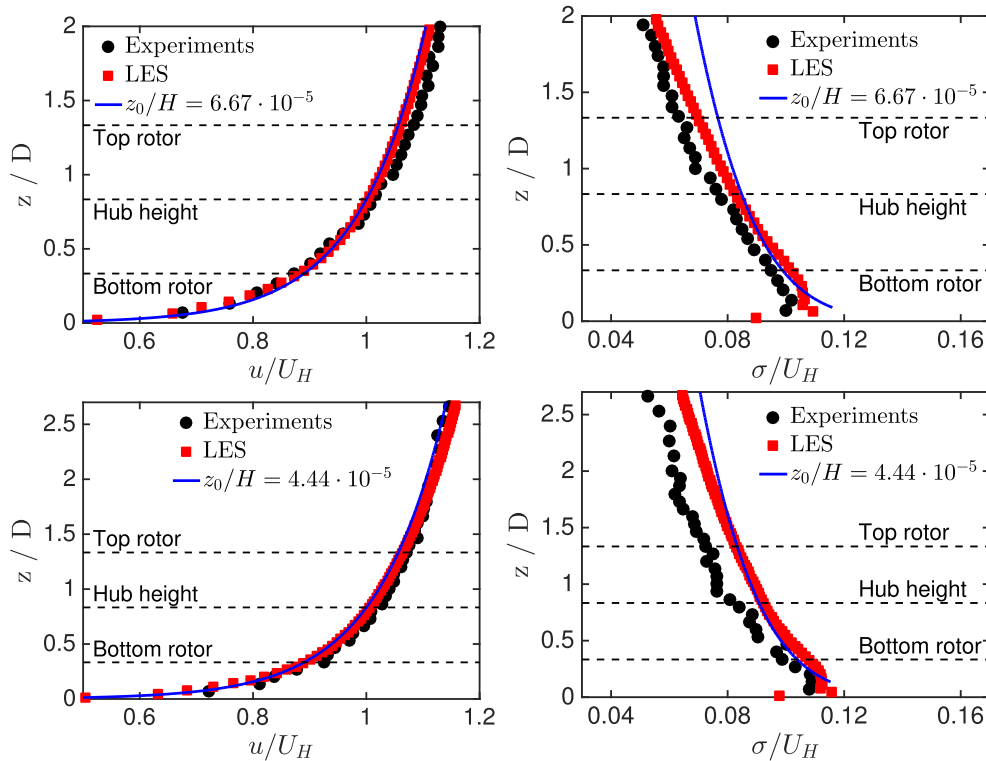 2
1.5
1
0.5
0
z / D
Experiments
LES
z₀/H = 6.67 · 10⁻⁵
Top rotor
Hub height
Bottom rotor
0.6 0.8 1 1.2
u/U_H
2
1.5
1
0.5
0
z / D
Experiments
LES
z₀/H = 6.67 · 10⁻⁵
Top rotor
Hub height
Bottom rotor
0.04 0.08 0.12 0.16
σ/U_H
2.5
2
1.5
1
0.5
0
z / D
Experiments
LES
z₀/H = 4.44 · 10⁻⁵
Top rotor
Hub height
Bottom rotor
0.6 0.8 1 1.2
u/U_H
2.5
2
1.5
1
0.5
0
z / D
Experiments
LES
z₀/H = 4.44 · 10⁻⁵
Top rotor
Hub height
Bottom rotor
0.04 0.08 0.12 0.16
σ/U_H